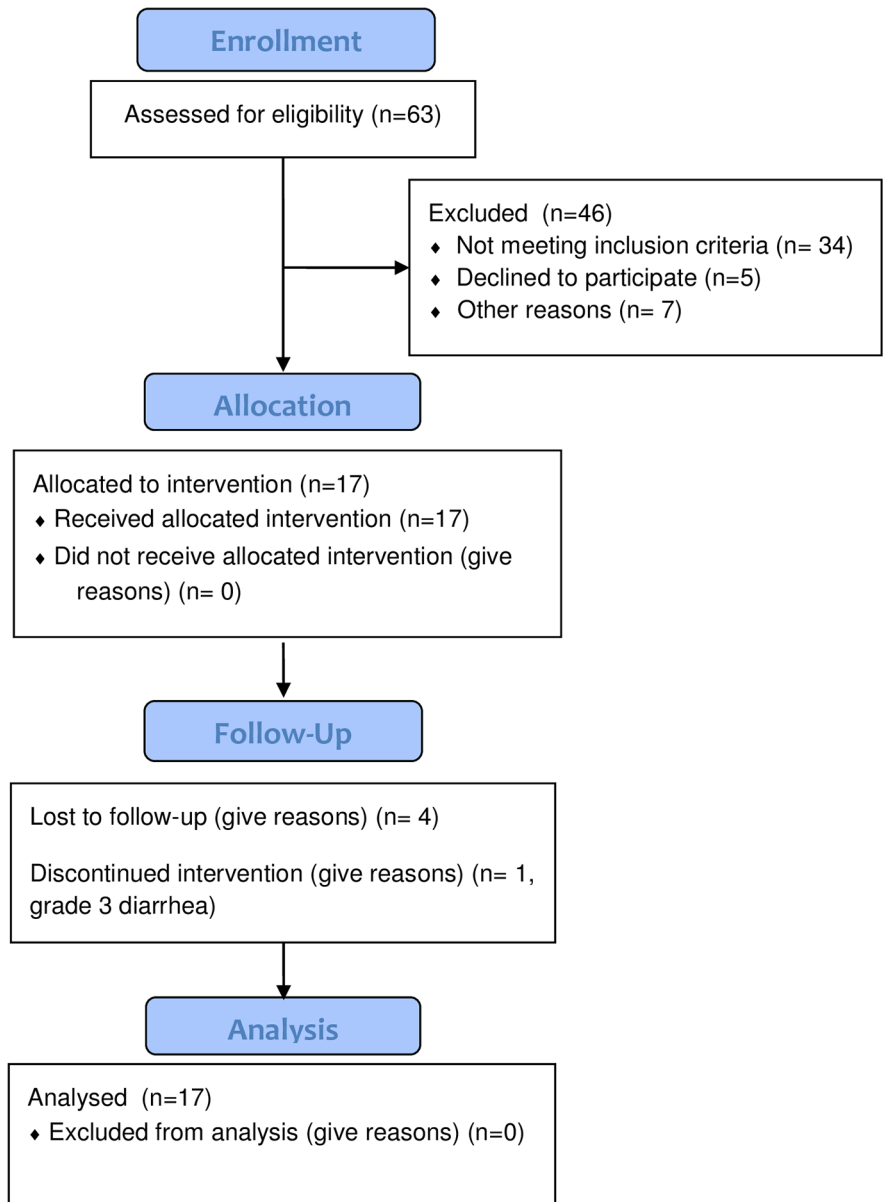 Enrollment
Assessed for eligibility (n=63)
Excluded (n=46)
♦ Not meeting inclusion criteria (n= 34)
♦ Declined to participate (n=5)
♦ Other reasons (n= 7)
Allocation
Allocated to intervention (n=17)
♦ Received allocated intervention (n=17)
♦ Did not receive allocated intervention (give
reasons) (n= 0)
Follow-Up
Lost to follow-up (give reasons) (n= 4)
Discontinued intervention (give reasons) (n= 1,
grade 3 diarrhea)
Analysis
Analysed (n=17)
♦ Excluded from analysis (give reasons) (n=0)